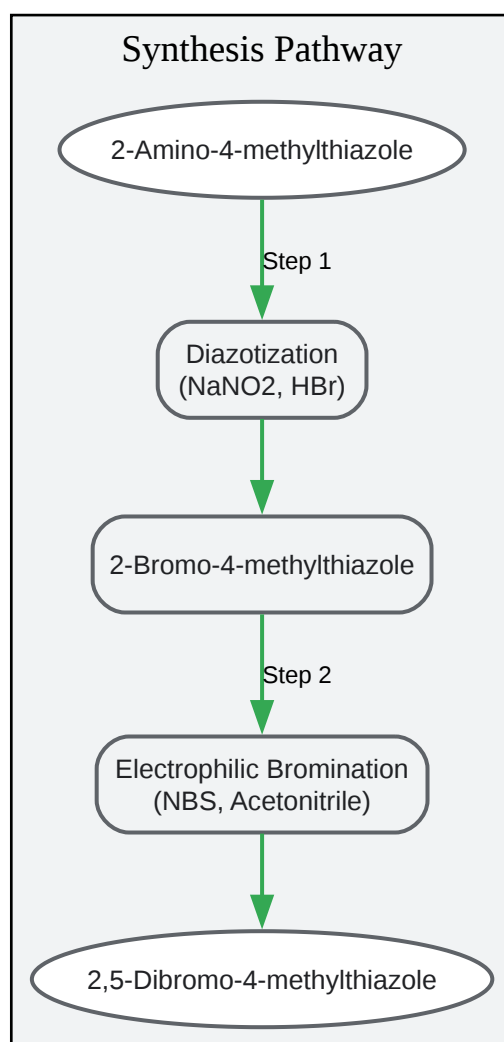 Synthesis Pathway
2-Amino-4-methylthiazole
Step 1
Diazotization
(NaNO2, HBr)
2-Bromo-4-methylthiazole
Step 2
Electrophilic Bromination
(NBS, Acetonitrile)
2,5-Dibromo-4-methylthiazole